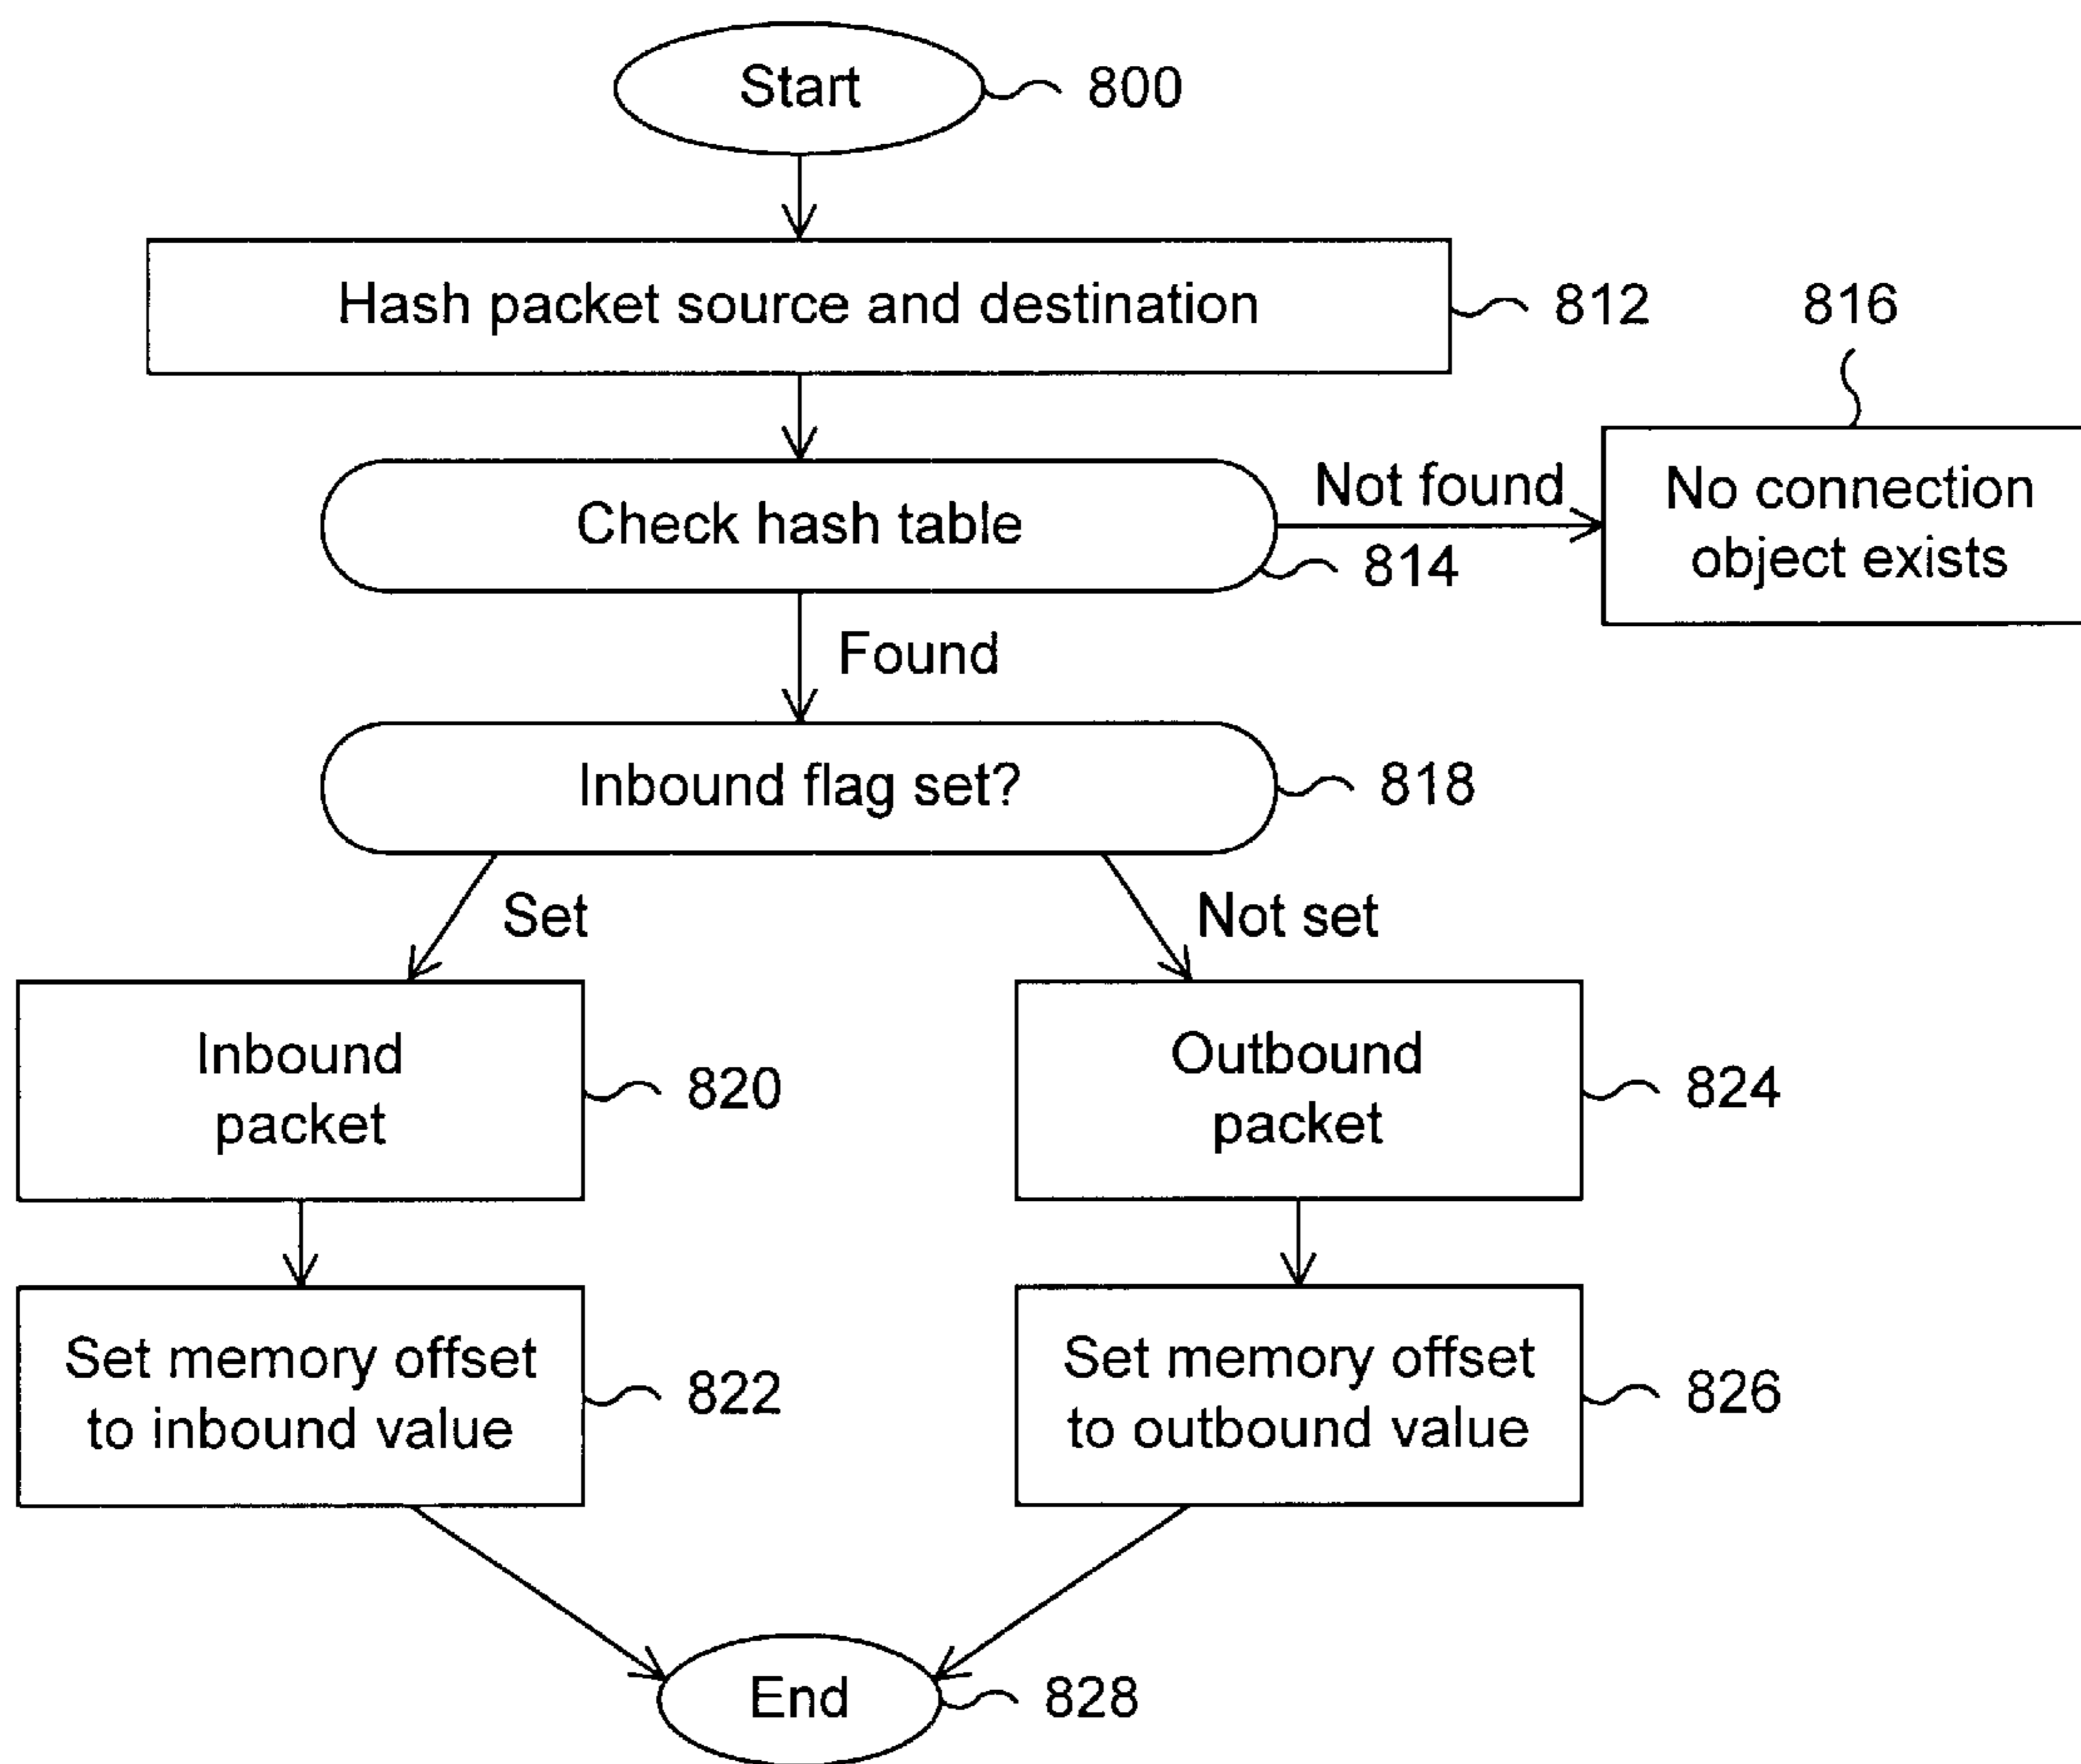 Start
800
Hash packet source and destination
812
816
Check hash table
Not found
814
No connection
object exists
Found
Inbound flag set?
818
Set
Not set
Inbound
packet
820
Outbound
packet
824
Set memory offset
to inbound value
822
Set memory offset
to outbound value
826
End
828